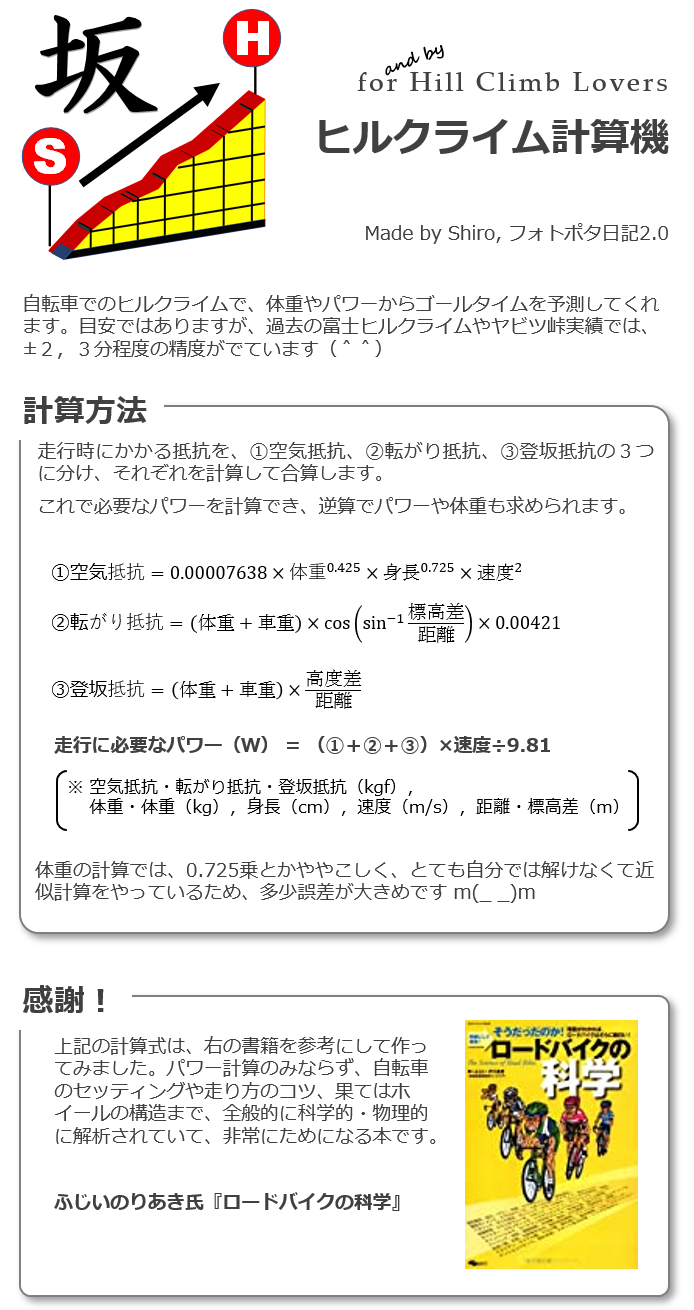 坂
H
S
and by
for Hill Climb Lovers
ヒルクライム計算機
Made by Shiro, フォトポタ日記2.0
自転車でのヒルクライムで、体重やパワーからゴールタイムを予測してくれ
ます。目安ではありますが、過去の富士ヒルクライムやヤビツ峠実績では、
±２，３分程度の精度がでています（＾＾）
計算方法
走行時にかかる抵抗を、①空気抵抗、②転がり抵抗、③登坂抵抗の３つ
に分け、それぞれを計算して合算します。
これで必要なパワーを計算でき、逆算でパワーや体重も求められます。
①空気抵抗 = 0.00007638 × 体重^0.425 × 身長^0.725 × 速度^2
②転がり抵抗 = (体重 + 車重) × cos(sin⁻¹ 標高差/距離) × 0.00421
③登坂抵抗 = (体重 + 車重) × 高度差/距離
走行に必要なパワー（W） = （①＋②＋③）×速度÷9.81
※ 空気抵抗・転がり抵抗・登坂抵抗（kgf）,
体重・体重（kg）, 身長（cm）, 速度（m/s）, 距離・標高差（m）
体重の計算では、0.725乗とかややこしく、とても自分では解けなくて近
似計算をやっているため、多少誤差が大きめです m(_ _)m
感謝！
上記の計算式は、右の書籍を参考にして作っ
てみました。パワー計算のみならず、自転車
のセッティングや走り方のコツ、果てはホ
イールの構造まで、全般的に科学的・物理的
に解析されていて、非常にためになる本です。
ふじいのりあき氏『ロードバイクの科学』
そうだったのか！
ロードバイクの
科学